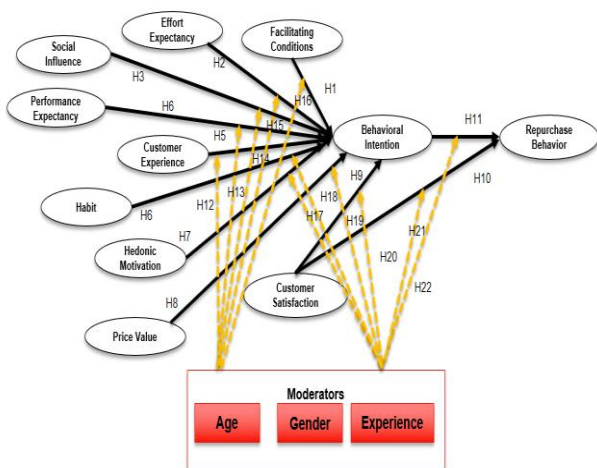 Effort
Expectancy
Facilitating
Conditions
Social
Influence
H2
H3
H1
Performance
Expectancy
H6
H16
H15
H11
Behavioral
Intention
Repurchase
Behavior
H5
Customer
Experience
H14
H9
H10
H13
H18
H12
Habit
H6
H17
H19
H21
H7
H20
Hedonic
Motivation
H22
Customer
Satisfaction
H8
Price Value
Moderators
Age
Gender
Experience